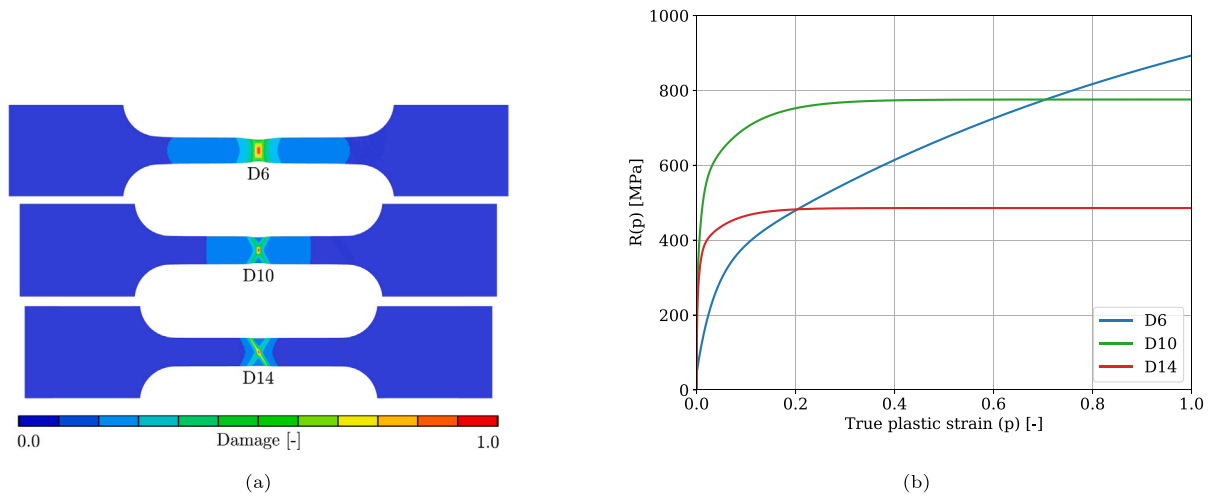 D6
D10
D14
0.0
Damage [-]
1.0
(a)
1000
800
600
400
200
0
R(p) [MPa]
0.0
0.2
0.4
0.6
0.8
1.0
True plastic strain (p) [-]
D6
D10
D14
(b)